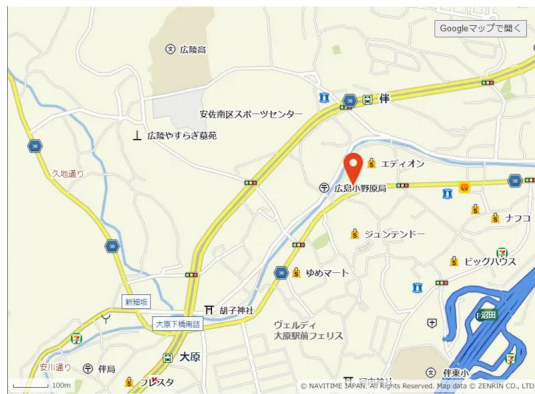 Googleマップで開く
広陵高
伴
安佐南区スポーツセンター
広陵やすらぎ墓苑
エディオン
久地通り
広島小野原局
ナフコ
ジュンテンドー
ビッグハウス
ゆめマート
新細坂
胡子神社
沼田
大原下橋南詰
ヴェルディ
大原駅前フェリス
大原
安川通り
伴局
伴東小
フレスタ
100m
© NAVITIME JAPAN. All Rights Reserved. Map data © ZENRIN CO., LTD